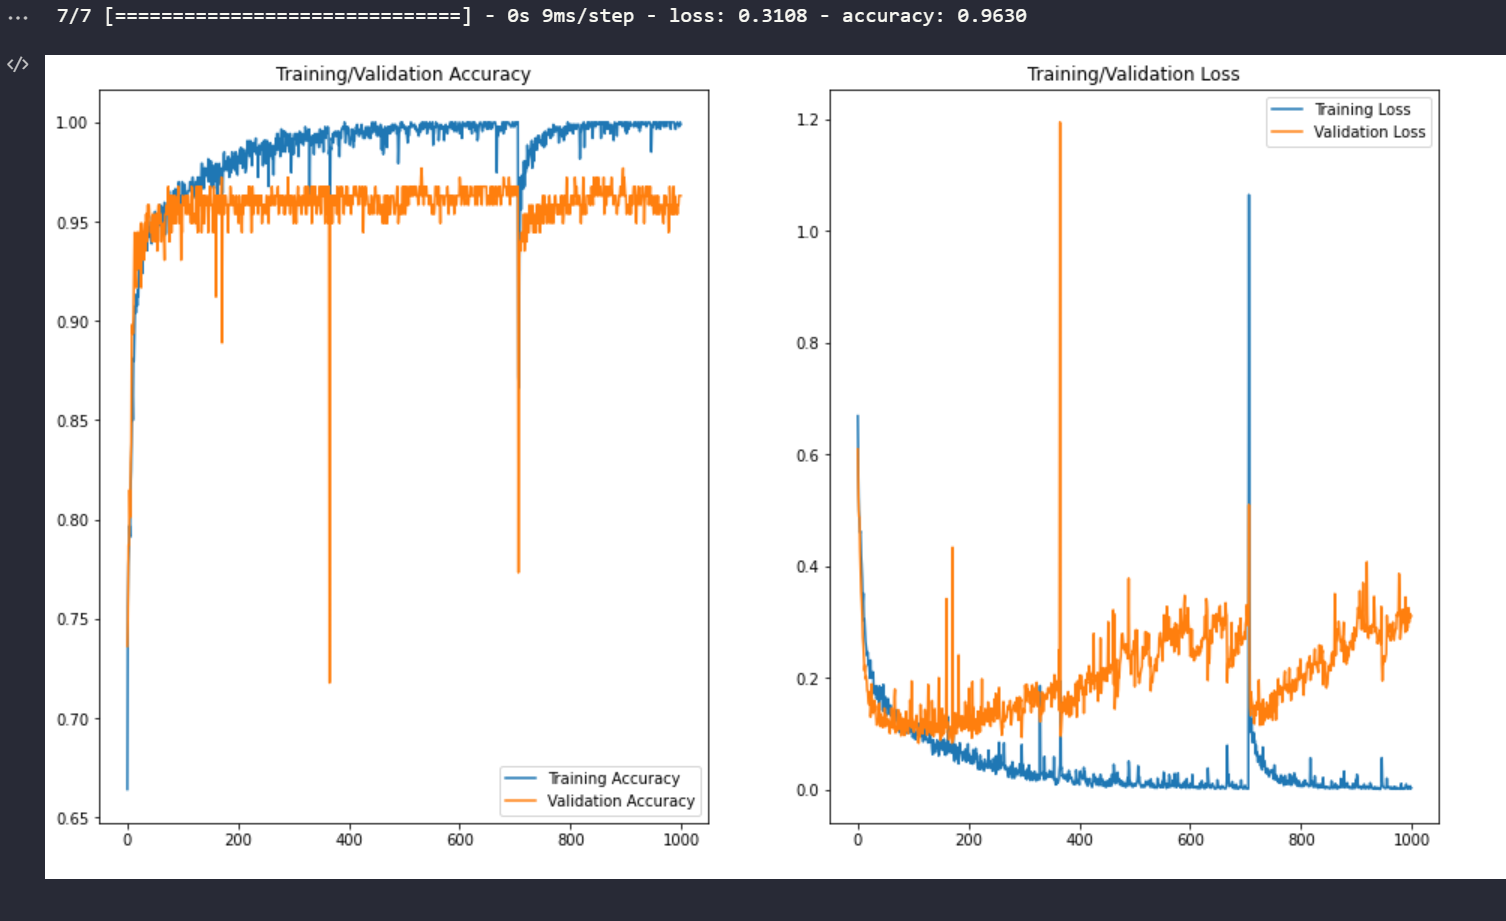 7/7 [==============================] - 0s 9ms/step - loss: 0.3108 - accuracy: 0.9630
</>
Training/Validation Accuracy
1.00
0.95
0.90
0.85
0.80
0.75
0.70
0.65
0 200 400 600 800 1000
Training Accuracy
Validation Accuracy
Training/Validation Loss
1.2
1.0
0.8
0.6
0.4
0.2
0.0
0 200 400 600 800 1000
Training Loss
Validation Loss